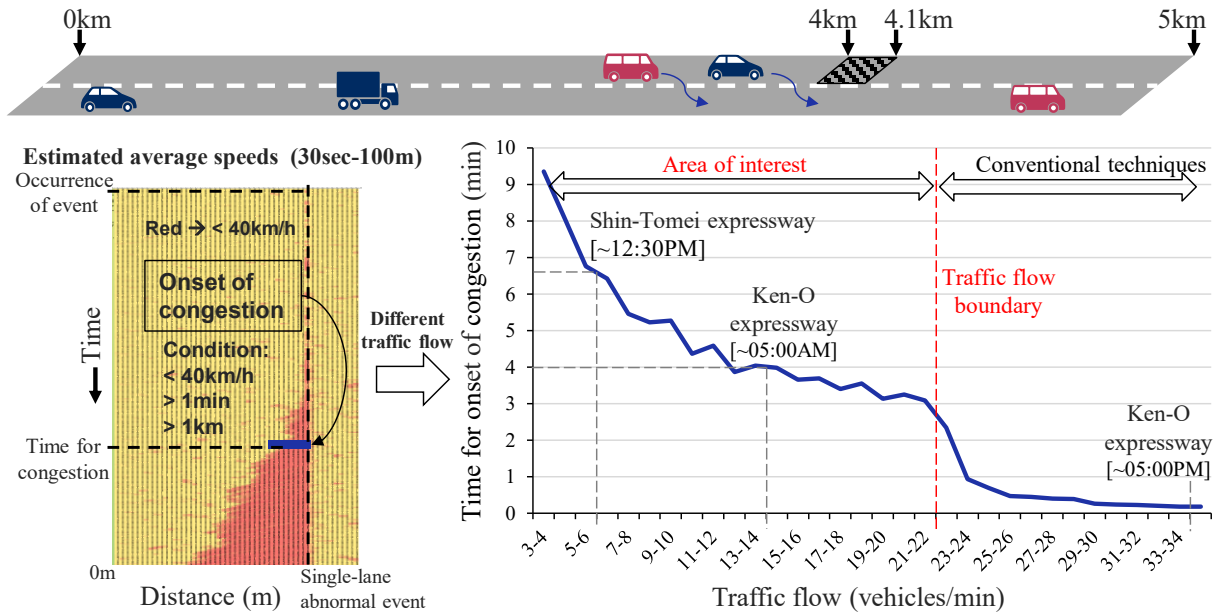 0km
4km
4.1km
5km
Estimated average speeds (30sec-100m)
Occurrence
of event
Red → < 40km/h
Onset of
congestion
Condition:
< 40km/h
> 1min
> 1km
Time
Time for
congestion
0m
Distance (m)
Single-lane
abnormal event
Different
traffic flow
Time for onset of congestion (min)
10
9
8
7
6
5
4
3
2
1
0
Area of interest
Conventional techniques
Shin-Tomei expressway
[~12:30PM]
Ken-O
expressway
[~05:00AM]
Traffic flow
boundary
Ken-O
expressway
[~05:00PM]
3-4
5-6
7-8
9-10
11-12
13-14
15-16
17-18
19-20
21-22
23-24
25-26
27-28
29-30
31-32
33-34
Traffic flow (vehicles/min)